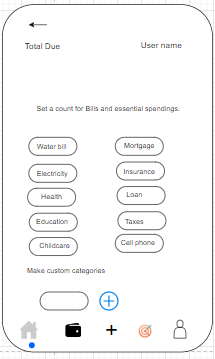 Total Due
User name
Set a count for Bills and essential spendings.
Water bill
Mortgage
Electricity
Insurance
Health
Loan
Education
Taxes
Childcare
Cell phone
Make custom categories